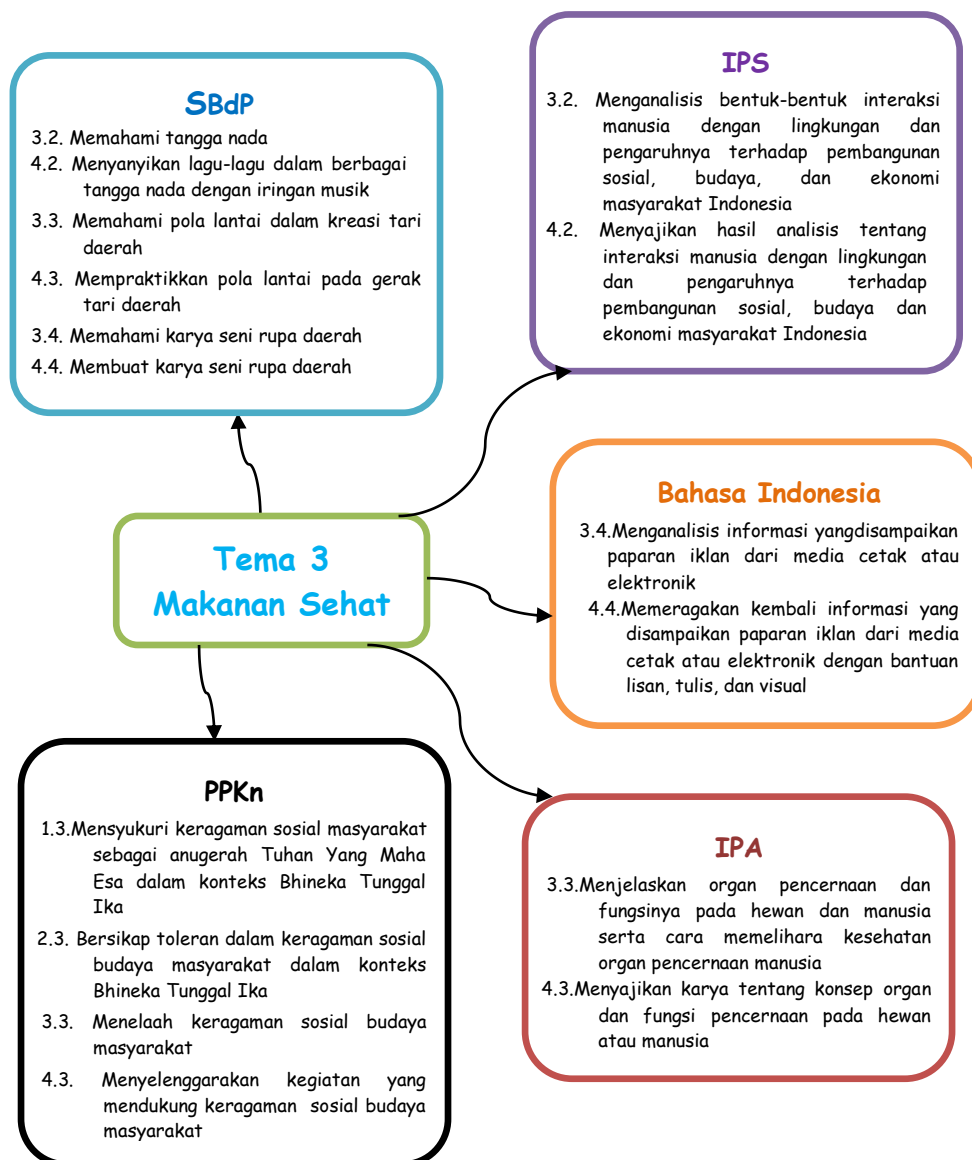 SBdP
3.2. Memahami tangga nada
4.2. Menyanyikan lagu-lagu dalam berbagai
tangga nada dengan iringan musik
3.3. Memahami pola lantai dalam kreasi tari
daerah
4.3. Mempraktikkan pola lantai pada gerak
tari daerah
3.4. Memahami karya seni rupa daerah
4.4. Membuat karya seni rupa daerah
IPS
3.2. Menganalisis bentuk-bentuk interaksi
manusia dengan lingkungan dan
pengaruhnya terhadap pembangunan
sosial, budaya, dan ekonomi
masyarakat Indonesia
4.2. Menyajikan hasil analisis tentang
interaksi manusia dengan lingkungan
dan pengaruhnya terhadap
pembangunan sosial, budaya dan
ekonomi masyarakat Indonesia
Tema 3
Makanan Sehat
Bahasa Indonesia
3.4.Menganalisis informasi yangdisampaikan
paparan iklan dari media cetak atau
elektronik
4.4.Memeragakan kembali informasi yang
disampaikan paparan iklan dari media
cetak atau elektronik dengan bantuan
lisan, tulis, dan visual
PPKn
1.3.Mensyukuri keragaman sosial masyarakat
sebagai anugerah Tuhan Yang Maha
Esa dalam konteks Bhineka Tunggal
Ika
2.3. Bersikap toleran dalam keragaman sosial
budaya masyarakat dalam konteks
Bhineka Tunggal Ika
3.3. Menelaah keragaman sosial budaya
masyarakat
4.3. Menyelenggarakan kegiatan yang
mendukung keragaman sosial budaya
masyarakat
IPA
3.3.Menjelaskan organ pencernaan dan
fungsinya pada hewan dan manusia
serta cara memelihara kesehatan
organ pencernaan manusia
4.3.Menyajikan karya tentang konsep organ
dan fungsi pencernaan pada hewan
atau manusia